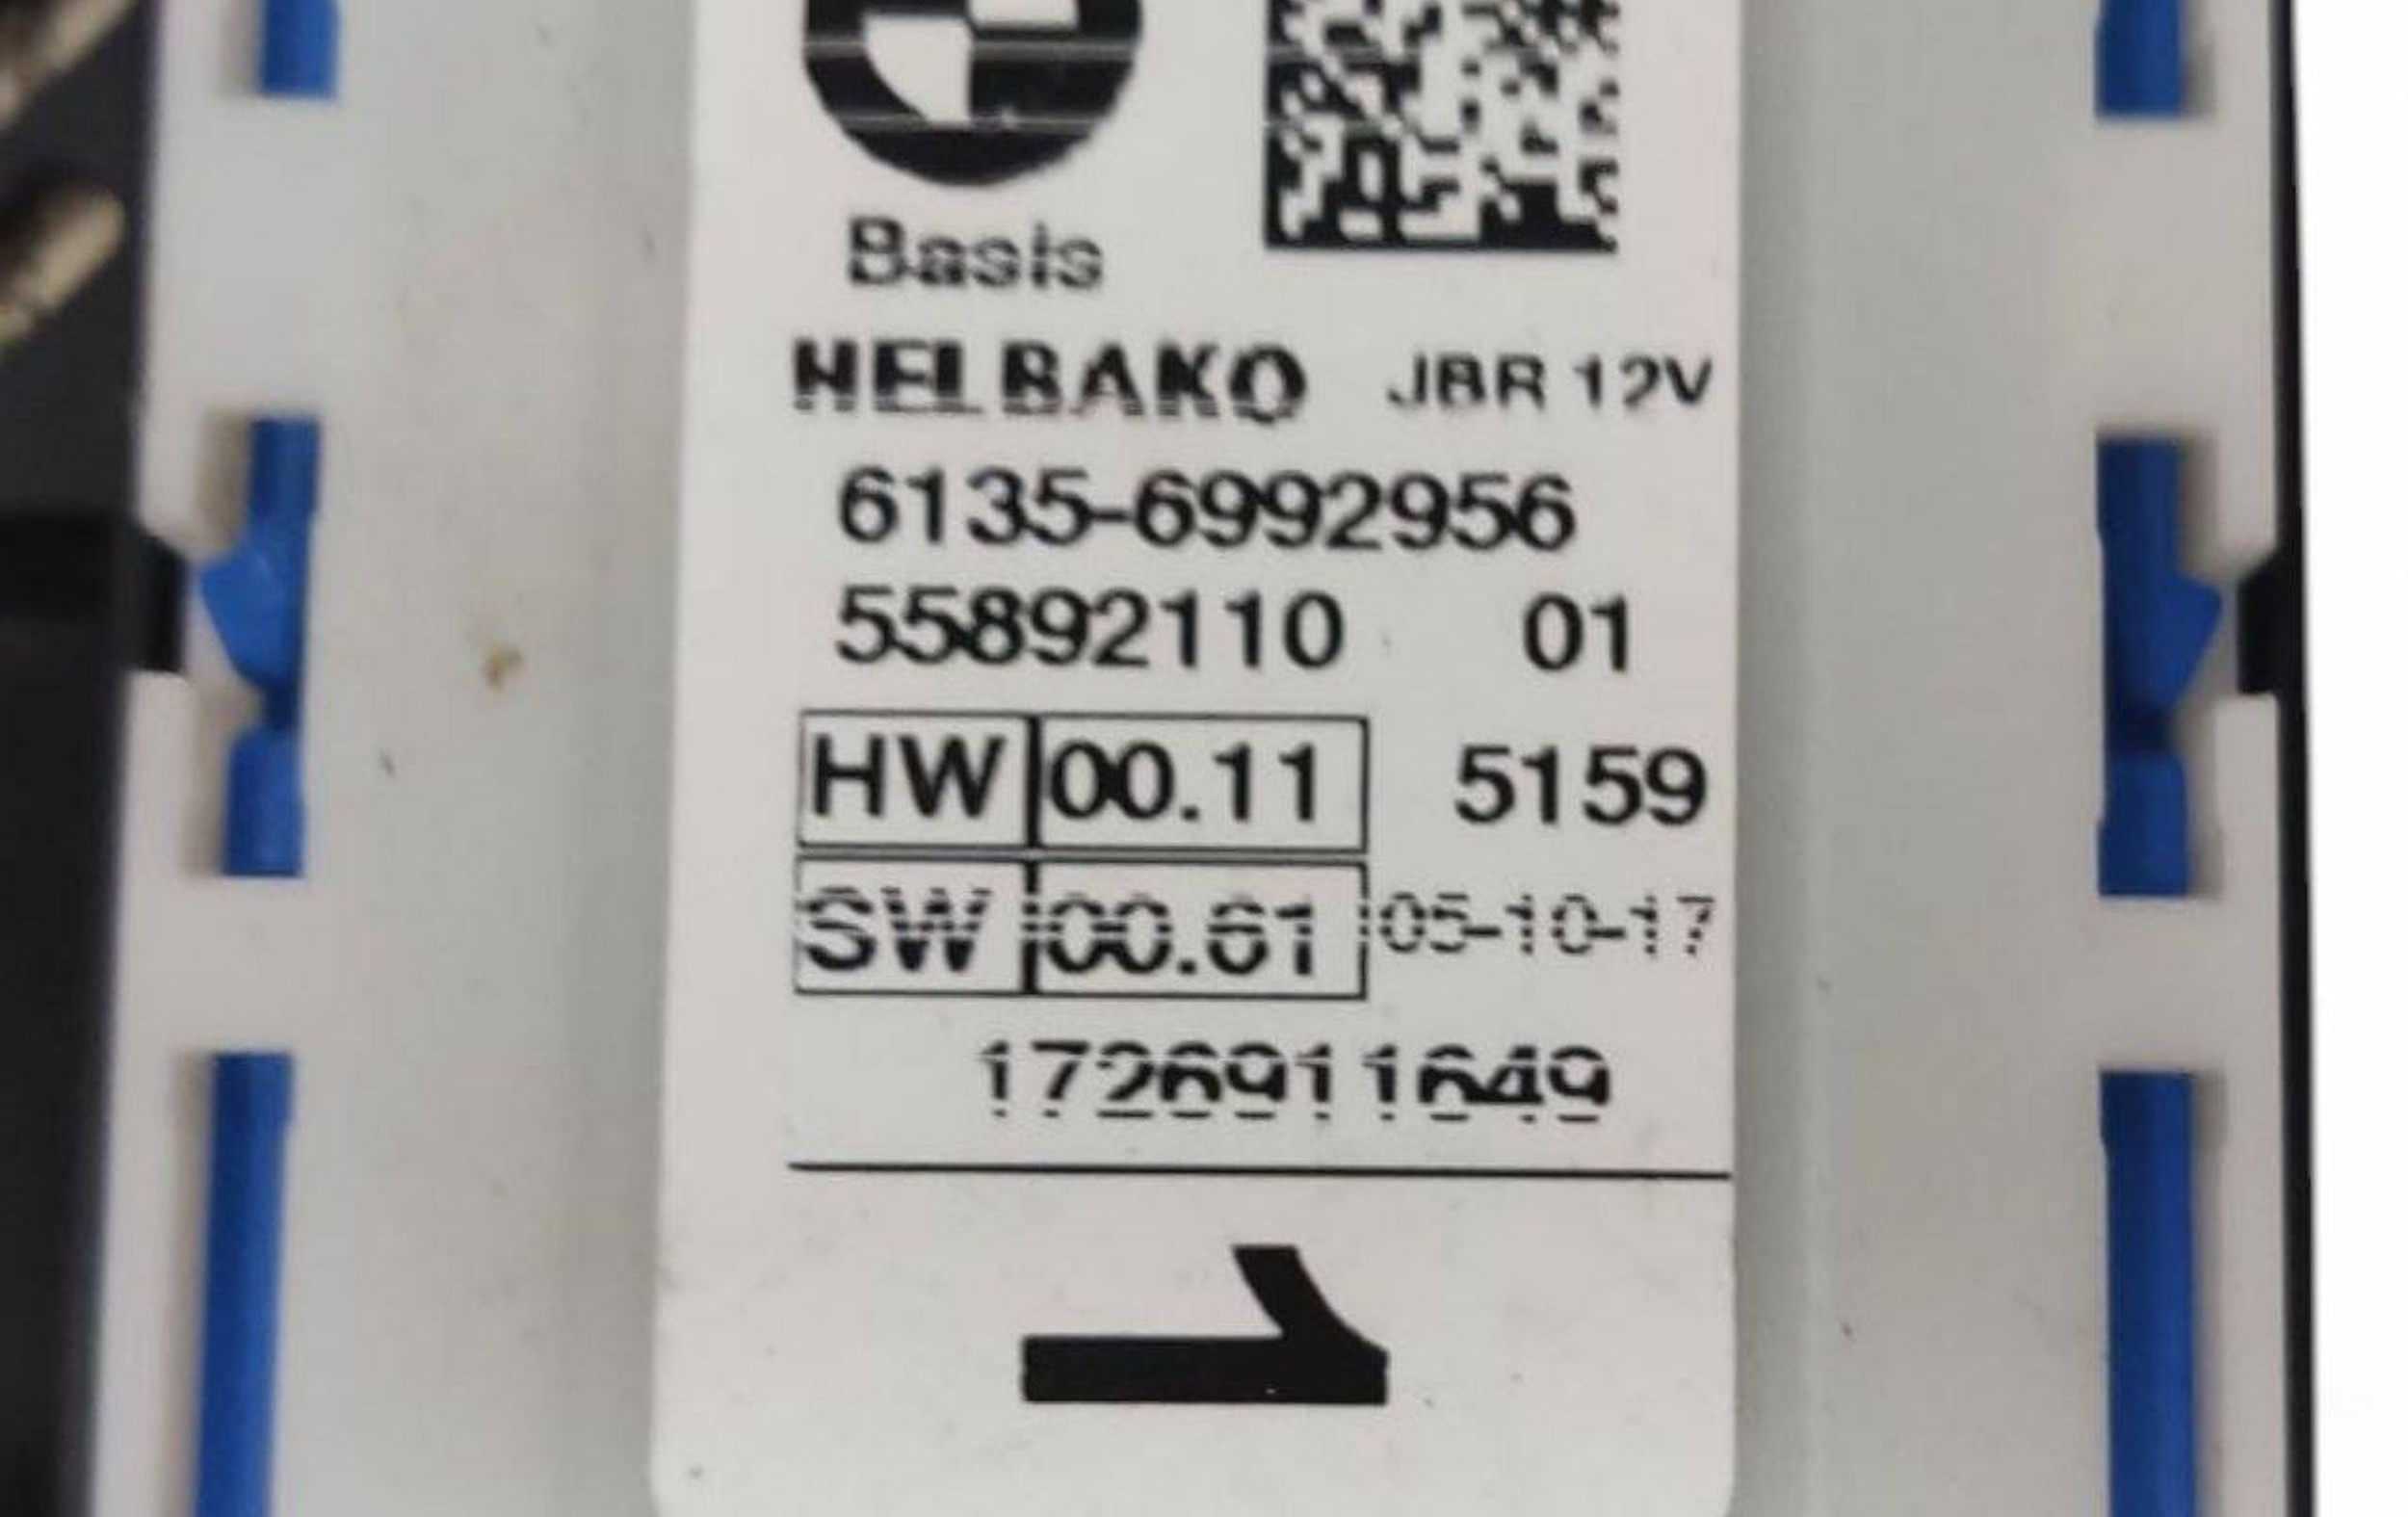 Basis
HELBAKO JBR 12V
6135-6992956
55892110 01
HW 00.11 5159
SW 00.61 05-10-17
1726911649
1